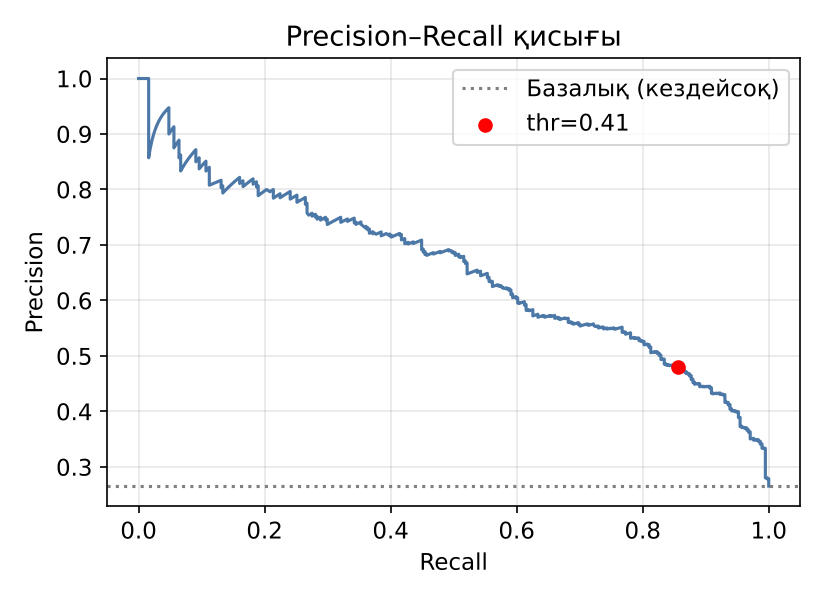 Precision–Recall қисығы
Базалық (кездейсоқ)
thr=0.41
Precision
1.0
0.9
0.8
0.7
0.6
0.5
0.4
0.3
0.0 0.2 0.4 0.6 0.8 1.0
Recall